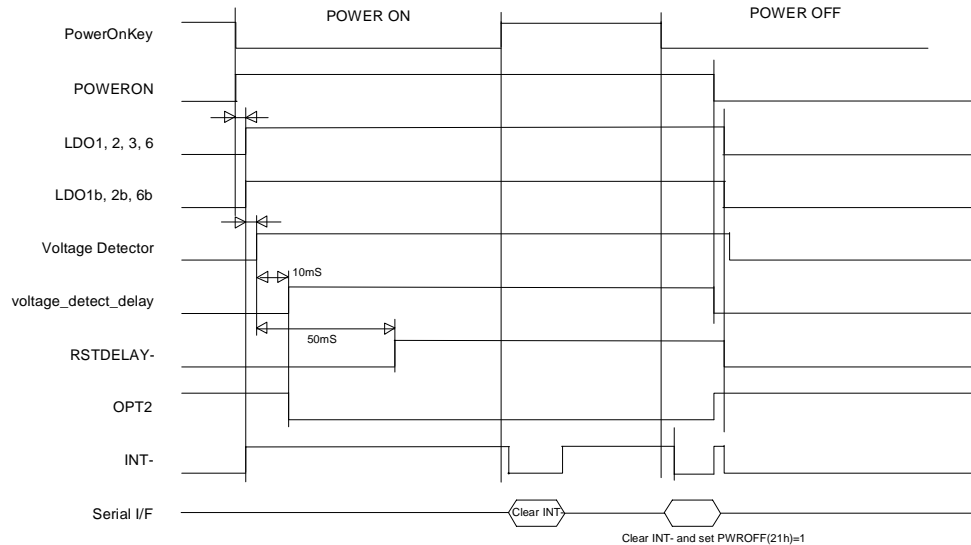 POWER ON
POWER OFF
PowerOnKey
POWERON
LDO1, 2, 3, 6
LDO1b, 2b, 6b
Voltage Detector
10mS
voltage_detect_delay
50mS
RSTDELAY-
OPT2
INT-
Serial I/F
Clear INT-
Clear INT- and set PWROFF(21h)=1